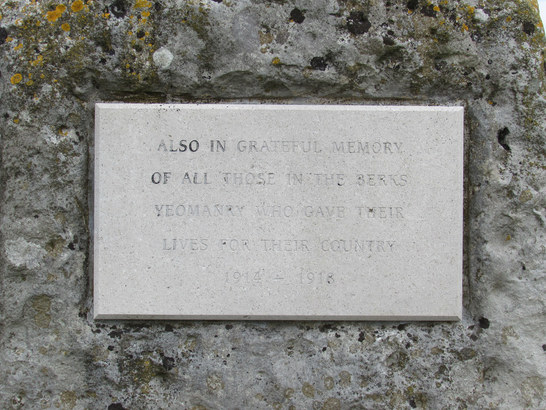 ALSO IN GRATEFUL MEMORY
OF ALL THOSE IN THE BERKS
YEOMANRY WHO GAVE THEIR
LIVES FOR THEIR COUNTRY
1914 – 1918